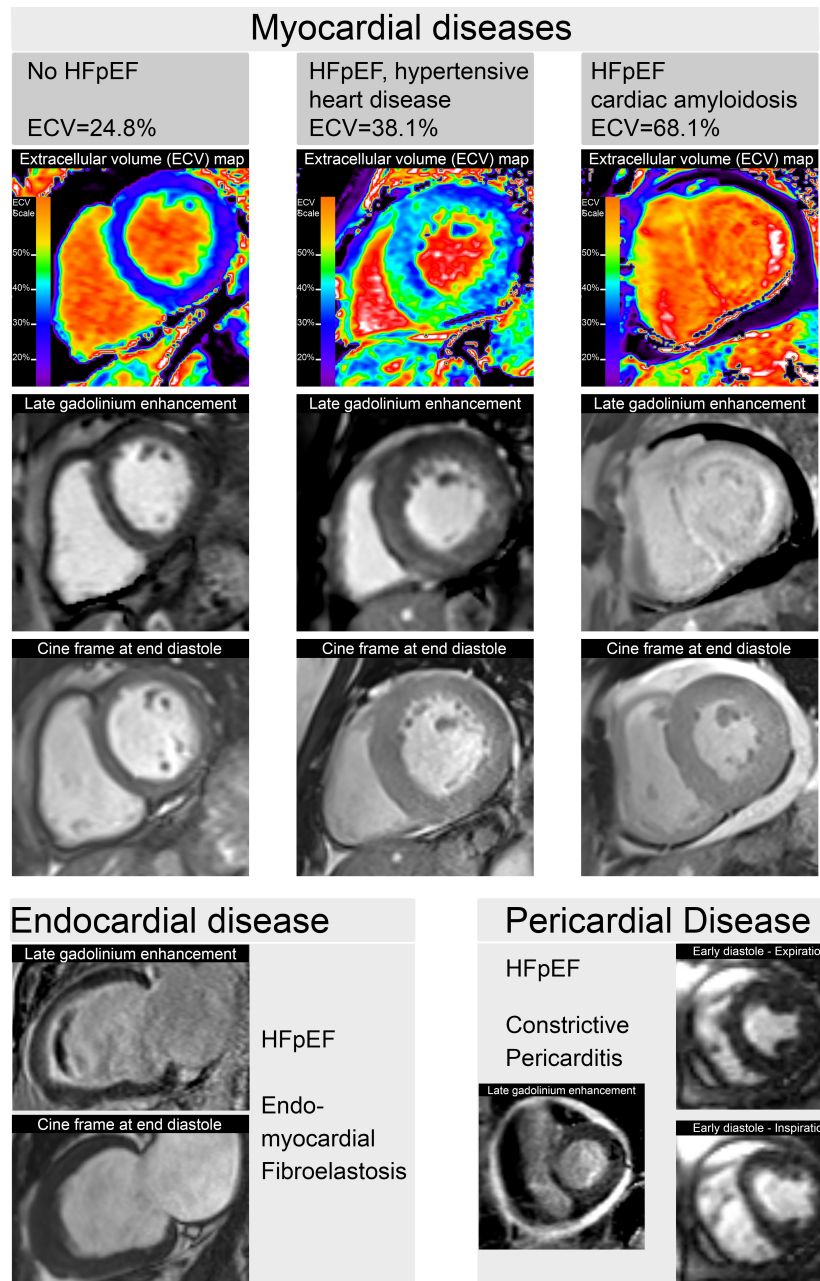 Myocardial diseases
No HFpEF
ECV=24.8%
HFpEF, hypertensive
heart disease
ECV=38.1%
HFpEF
cardiac amyloidosis
ECV=68.1%
Extracellular volume (ECV) map
ECV
Scale
50%
40%
30%
20%
Extracellular volume (ECV) map
ECV
Scale
50%
40%
30%
20%
Extracellular volume (ECV) map
ECV
Scale
50%
40%
30%
20%
Late gadolinium enhancement
Late gadolinium enhancement
Late gadolinium enhancement
Cine frame at end diastole
Cine frame at end diastole
Cine frame at end diastole
Endocardial disease
Late gadolinium enhancement
HFpEF
Endo-
myocardial
Fibroelastosis
Cine frame at end diastole
Pericardial Disease
HFpEF
Constrictive
Pericarditis
Late gadolinium enhancement
Early diastole - Expiratio
Early diastole - Inspiratio